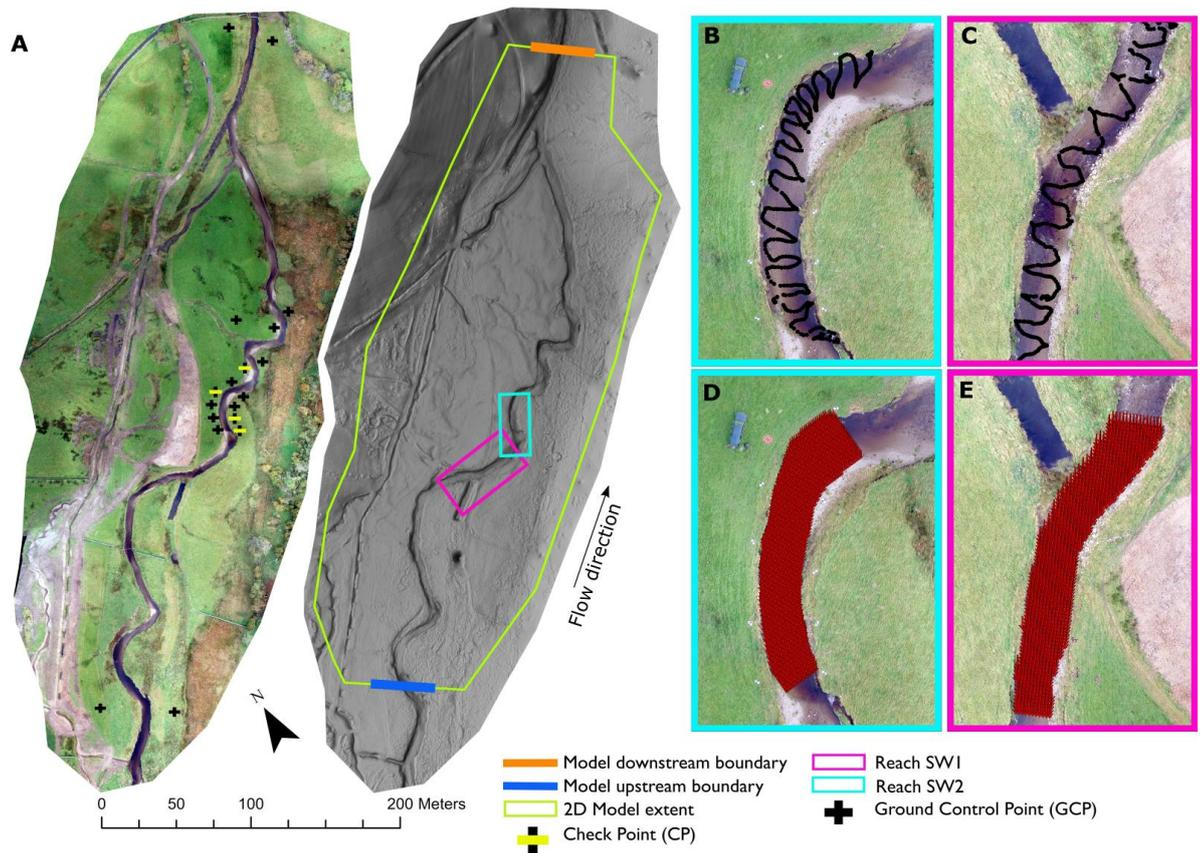 A
B
C
D
E
Flow direction
N
0 50 100 200 Meters
Model downstream boundary
Model upstream boundary
2D Model extent
Check Point (CP)
Reach SW1
Reach SW2
Ground Control Point (GCP)